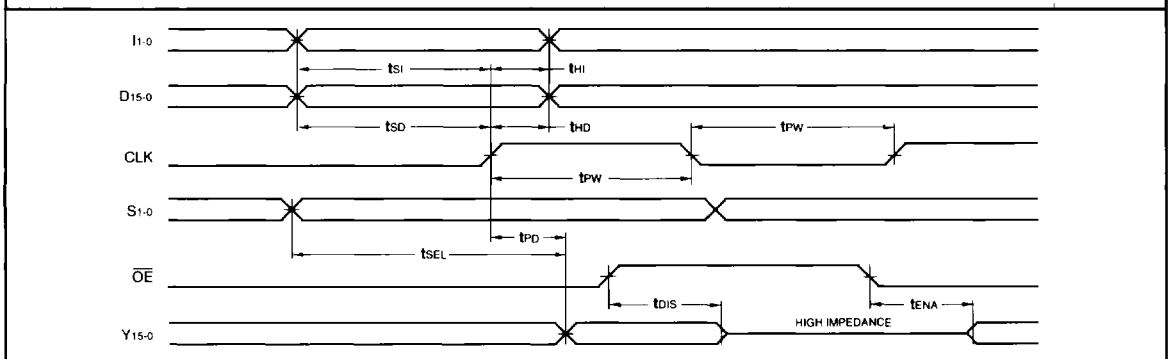 I1-0
tSI tHI
D15-0
tSD tHD tPW
CLK
tPW
S1-0
tPD
tSEL
OE
tDIS tENA
HIGH IMPEDANCE
Y15-0